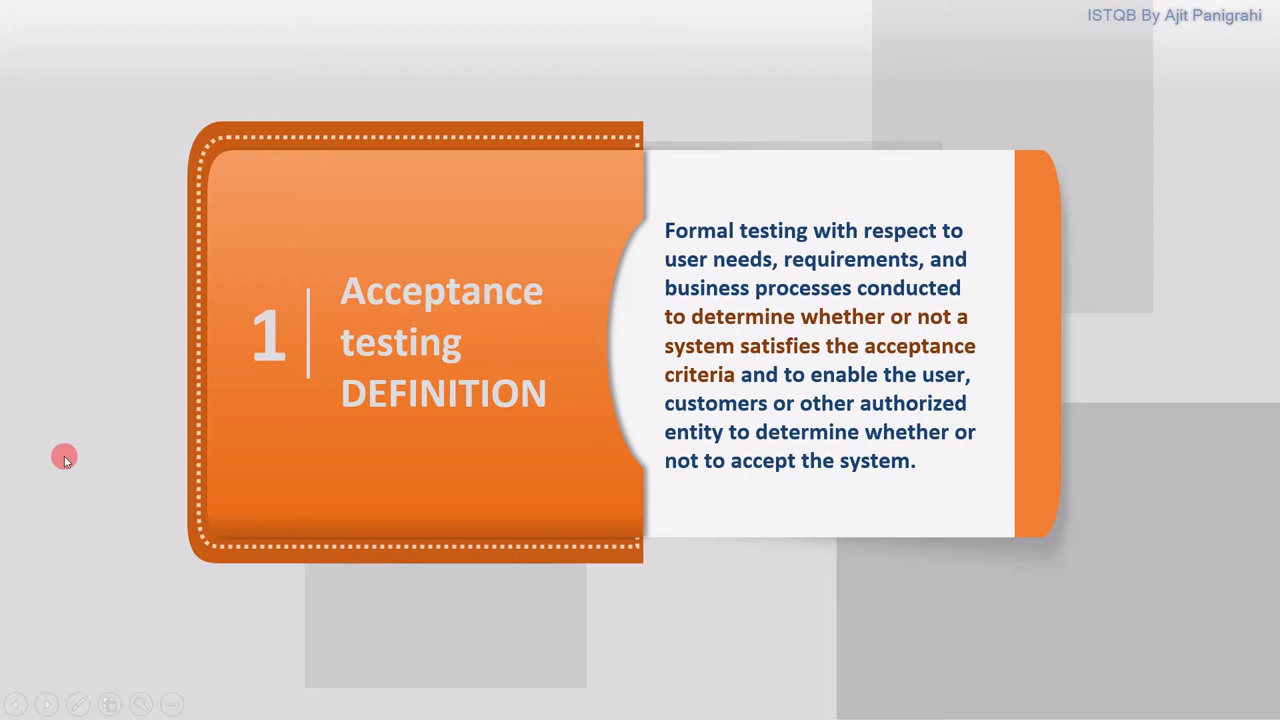 ISTQB By Ajit Panigrahi
1
Acceptance
testing
DEFINITION
Formal testing with respect to
user needs, requirements, and
business processes conducted
to determine whether or not a
system satisfies the acceptance
criteria and to enable the user,
customers or other authorized
entity to determine whether or
not to accept the system.